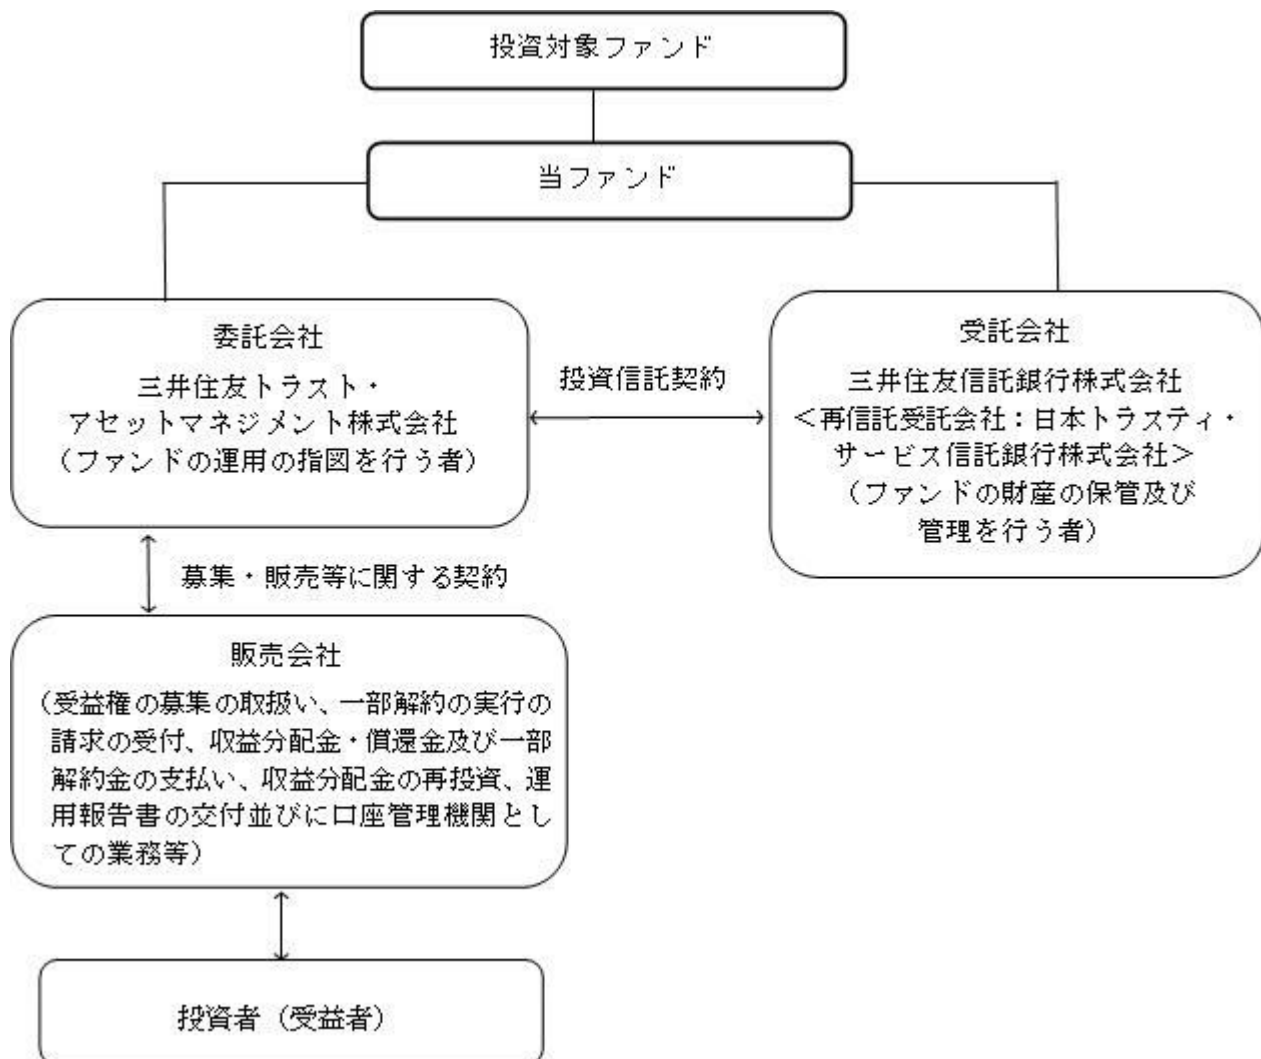 投資対象ファンド
当ファンド
委託会社
三井住友トラスト・
アセットマネジメント株式会社
（ファンドの運用の指図を行う者）
投資信託契約
受託会社
三井住友信託銀行株式会社
＜再信託受託会社：日本トラスティ・
サービス信託銀行株式会社＞
（ファンドの財産の保管及び
管理を行う者）
募集・販売等に関する契約
販売会社
（受益権の募集の取扱い、一部解約の実行の
請求の受付、収益分配金・償還金及び一部
解約金の支払い、収益分配金の再投資、運
用報告書の交付並びに口座管理機関とし
ての業務等）
投資者（受益者）